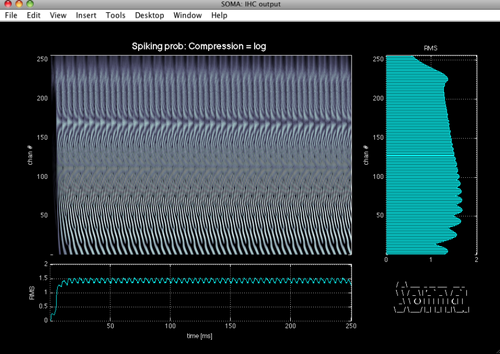 SOMA: IHC output
File Edit View Insert Tools Desktop Window Help
Spiking prob: Compression = log
RMS
250
200
150
100
50
chan #
250
200
150
100
50
chan #
0 1 2
2
1.5
1
0.5
0
RMS
50 100 150 200 250
time [ms]